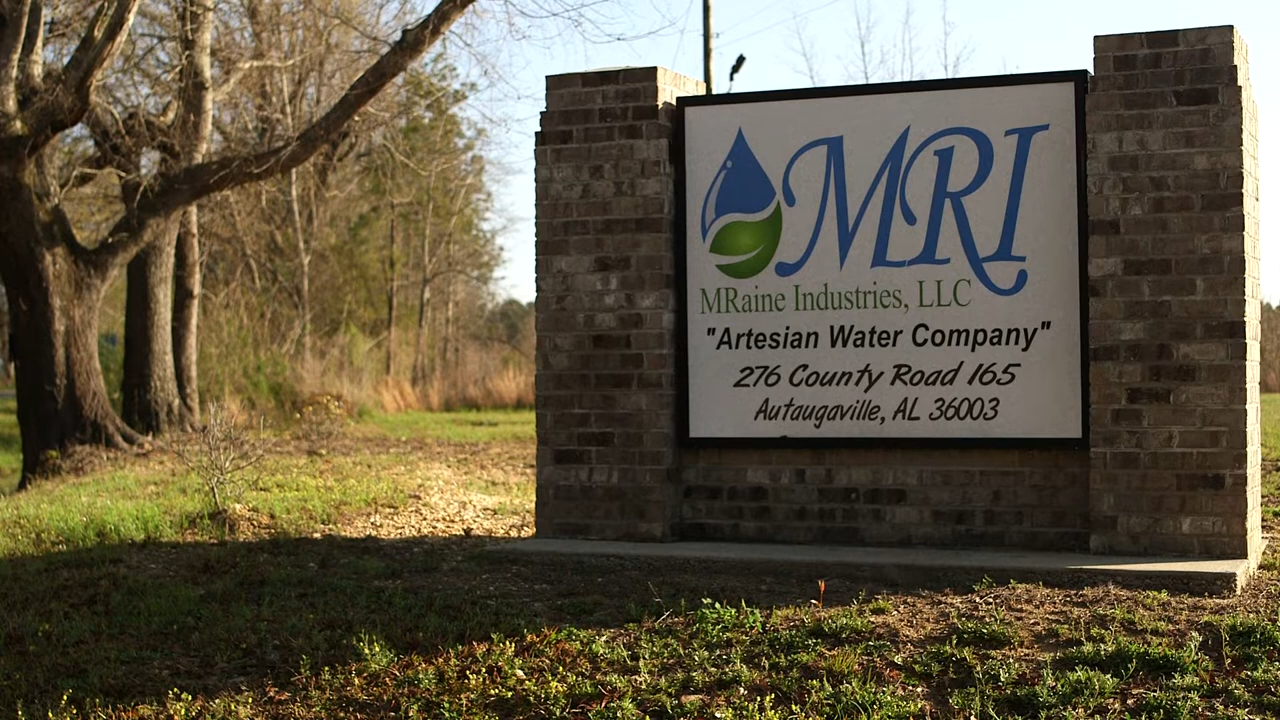 MRI
MRaine Industries, LLC
"Artesian Water Company"
276 County Road 165
Autaugaville, AL 36003